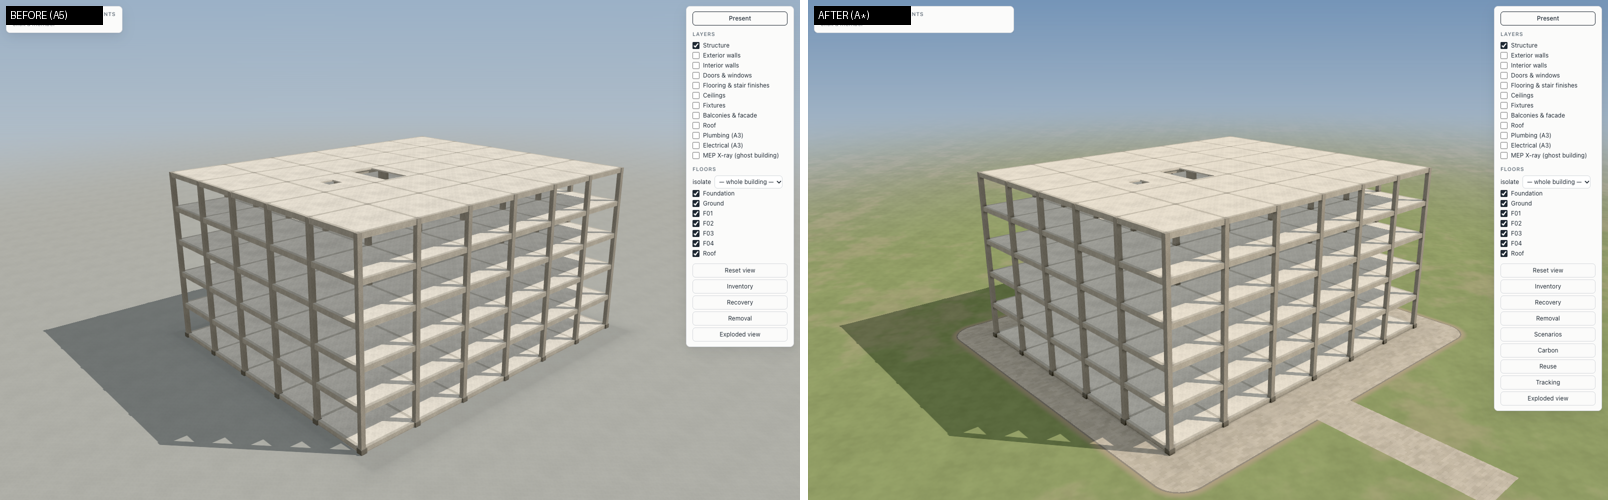 BEFORE (A5)
NTS
Present
LAYERS
Structure
Exterior walls
Interior walls
Doors & windows
Flooring & stair finishes
Ceilings
Fixtures
Balconies & facade
Roof
Plumbing (A3)
Electrical (A3)
MEP X-ray (ghost building)
FLOORS
isolate — whole building —
Foundation
Ground
F01
F02
F03
F04
Roof
Reset view
Inventory
Recovery
Removal
Exploded view
AFTER (A*)
NTS
Present
LAYERS
Structure
Exterior walls
Interior walls
Doors & windows
Flooring & stair finishes
Ceilings
Fixtures
Balconies & facade
Roof
Plumbing (A3)
Electrical (A3)
MEP X-ray (ghost building)
FLOORS
isolate — whole building —
Foundation
Ground
F01
F02
F03
F04
Roof
Reset view
Inventory
Recovery
Removal
Scenarios
Carbon
Reuse
Tracking
Exploded view